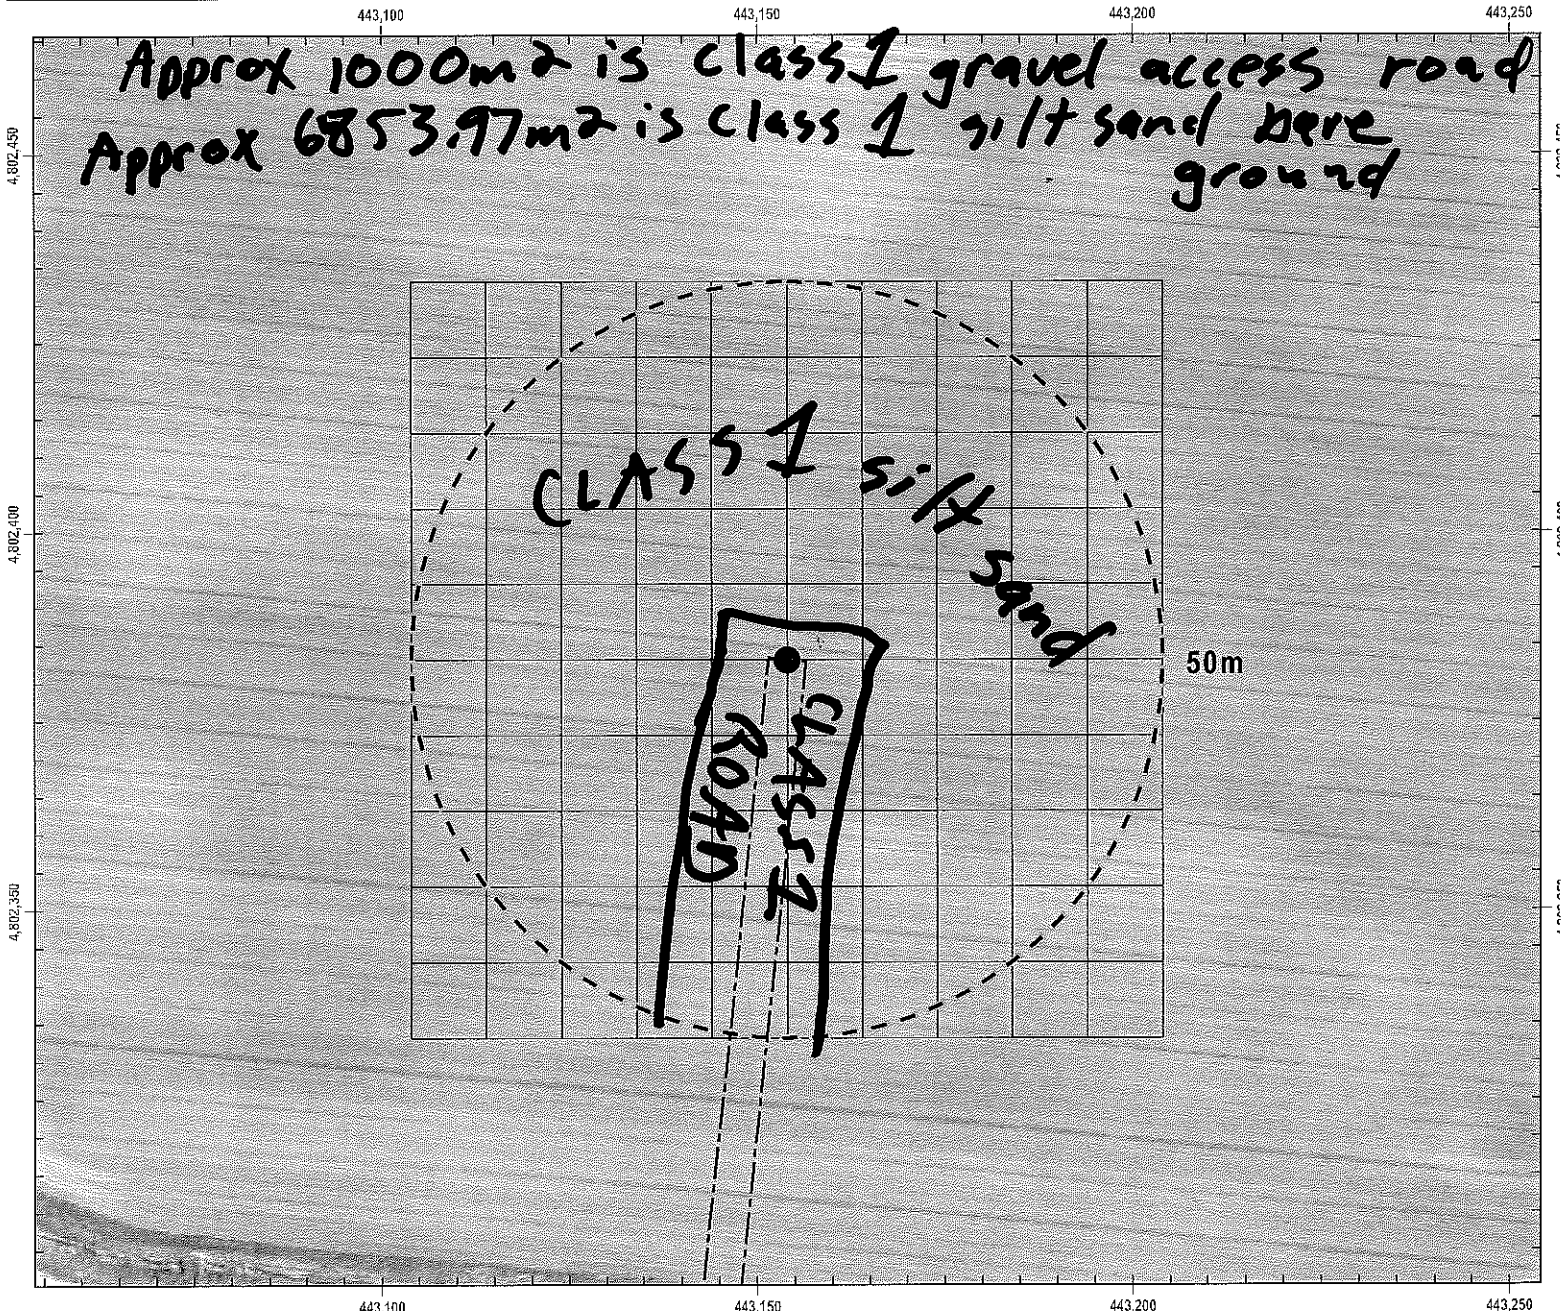 443,100 443,150 443,200 443,250
Approx 1000m2 is class 1 gravel access road
Approx 6853.97m2 is class 1 silt sand bare
ground
4,802,450
CLASS 1 silt sand
4,802,400
50m
CLASS 1
ROAD
4,802,350
443,100 443,150 443,200 443,250